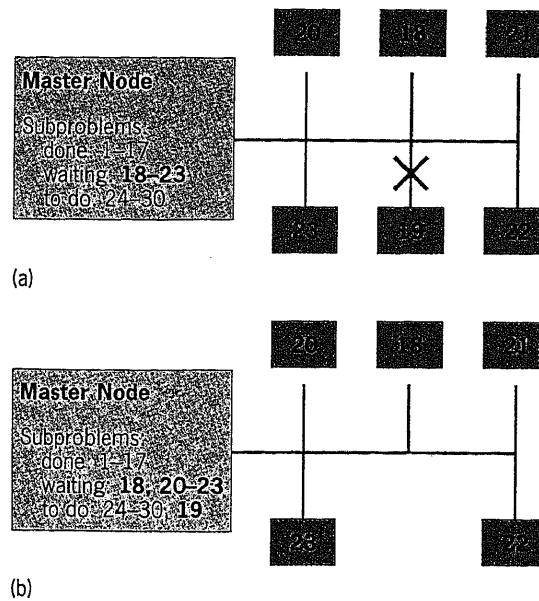 20 18 21
Master Node
Subproblems:
done: 1–17
waiting: 18–23
to do: 24–30
23 19 22
(a)
20 18 21
Master Node
Subproblems:
done: 1–17
waiting: 18, 20–23
to do: 24–30, 19
23 22
(b)